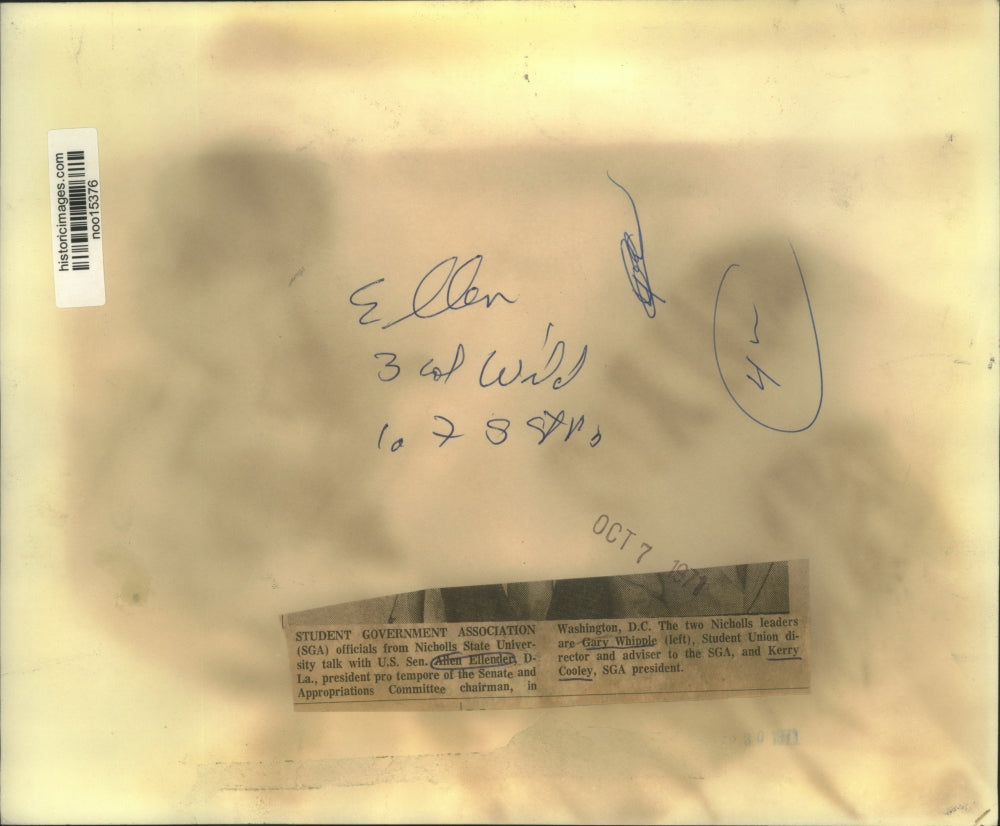 historicimages.com
noo15376
Ellen
3 col Wild
4
OCT 7 1971
STUDENT GOVERNMENT ASSOCIATION
(SGA) officials from Nicholls State Univer-
sity talk with U.S. Sen. Allen Ellender, D-
La., president pro tempore of the Senate and
Appropriations Committee chairman, in
Washington, D.C. The two Nicholls leaders
are Gary Whipple (left), Student Union di-
rector and adviser to the SGA, and Kerry
Cooley, SGA president.